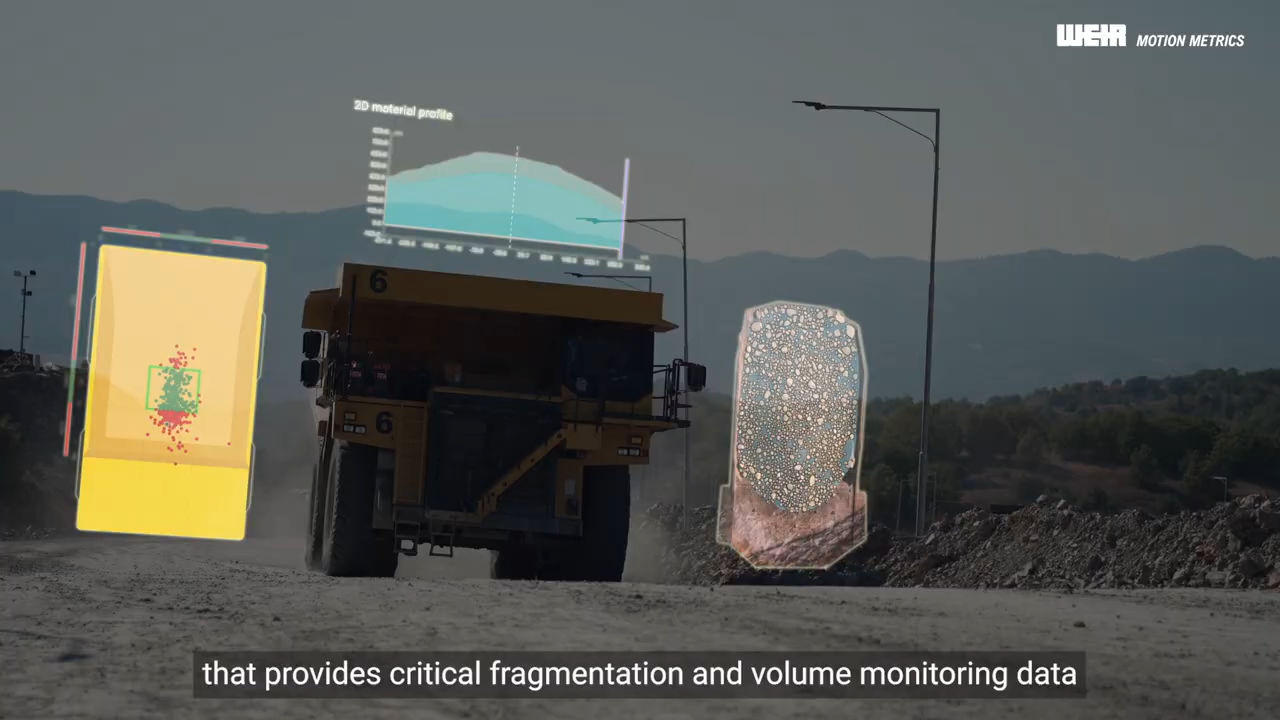 WEIR MOTION METRICS
2D material profile
6
6
that provides critical fragmentation and volume monitoring data